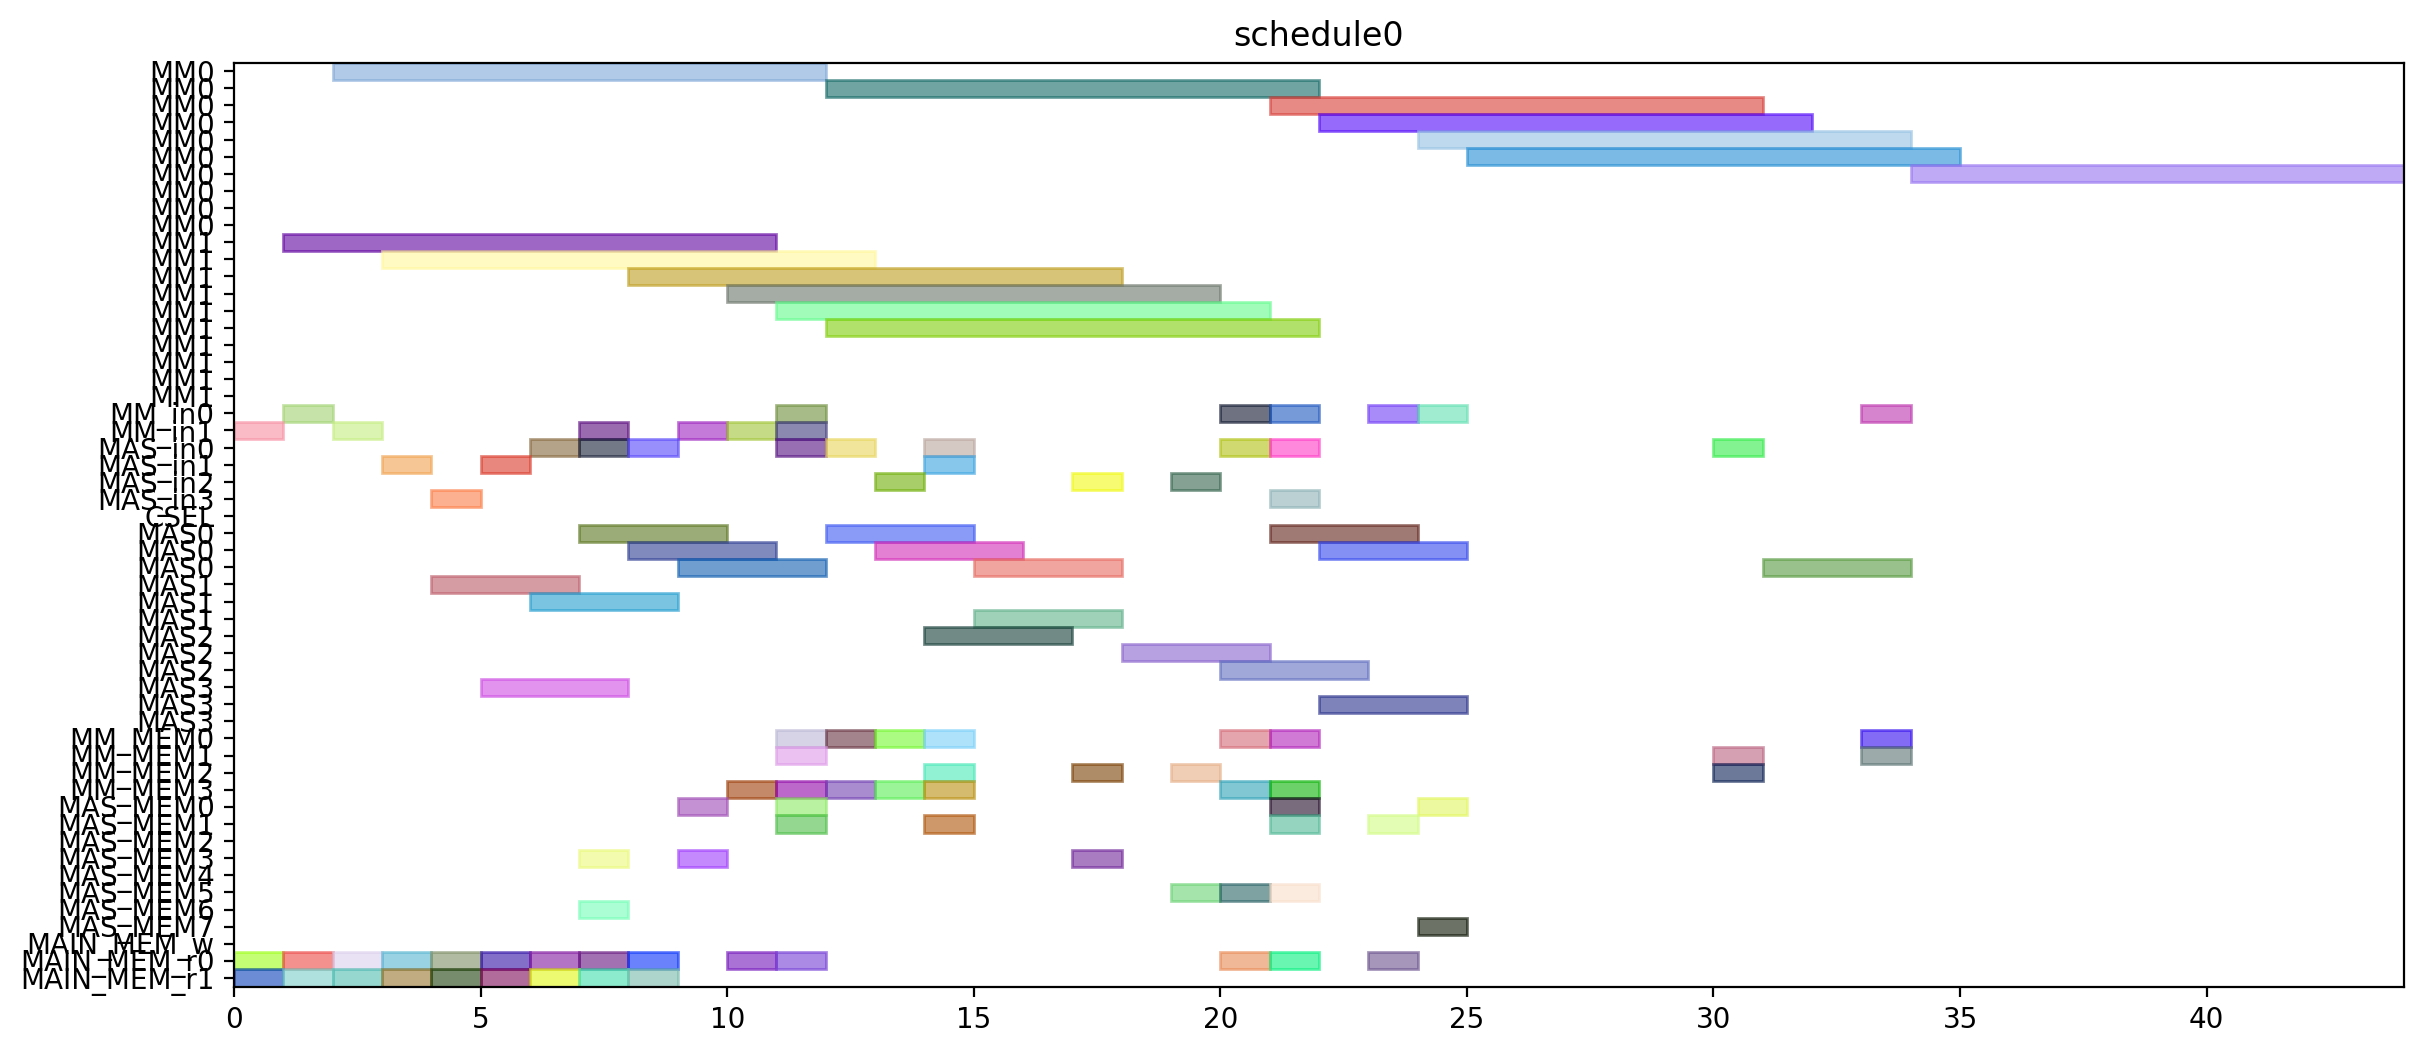 schedule0
MM0
MM0
MM0
MM0
MM0
MM0
MM0
MM0
MM0
MM0
MM1
MM1
MM1
MM1
MM1
MM1
MM1
MM1
MM1
MM1
MM_in0
MM_in1
MAS_in0
MAS_in1
MAS_in2
MAS_in3
CSEL
MAS0
MAS0
MAS0
MAS1
MAS1
MAS1
MAS2
MAS2
MAS2
MAS3
MAS3
MAS3
MM_MEM0
MM_MEM1
MM_MEM2
MM_MEM3
MAS_MEM0
MAS_MEM1
MAS_MEM2
MAS_MEM3
MAS_MEM4
MAS_MEM5
MAS_MEM6
MAS_MEM7
MAIN_MEM_w
MAIN_MEM_r0
MAIN_MEM_r1
0 5 10 15 20 25 30 35 40